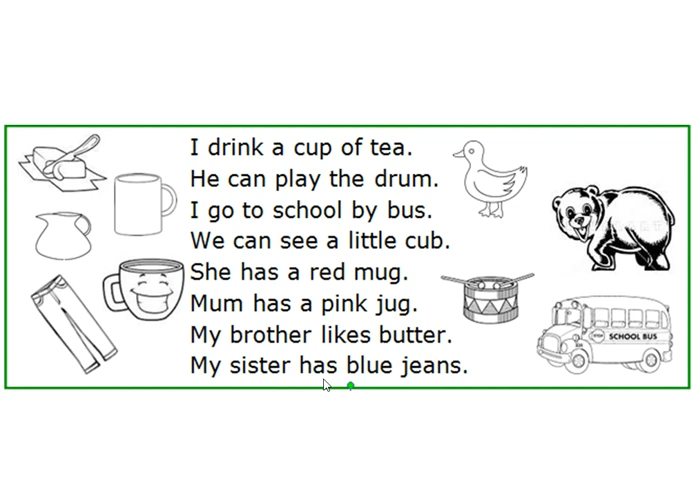 I drink a cup of tea.
He can play the drum.
I go to school by bus.
We can see a little cub.
She has a red mug.
Mum has a pink jug.
My brother likes butter.
My sister has blue jeans.
SCHOOL BUS